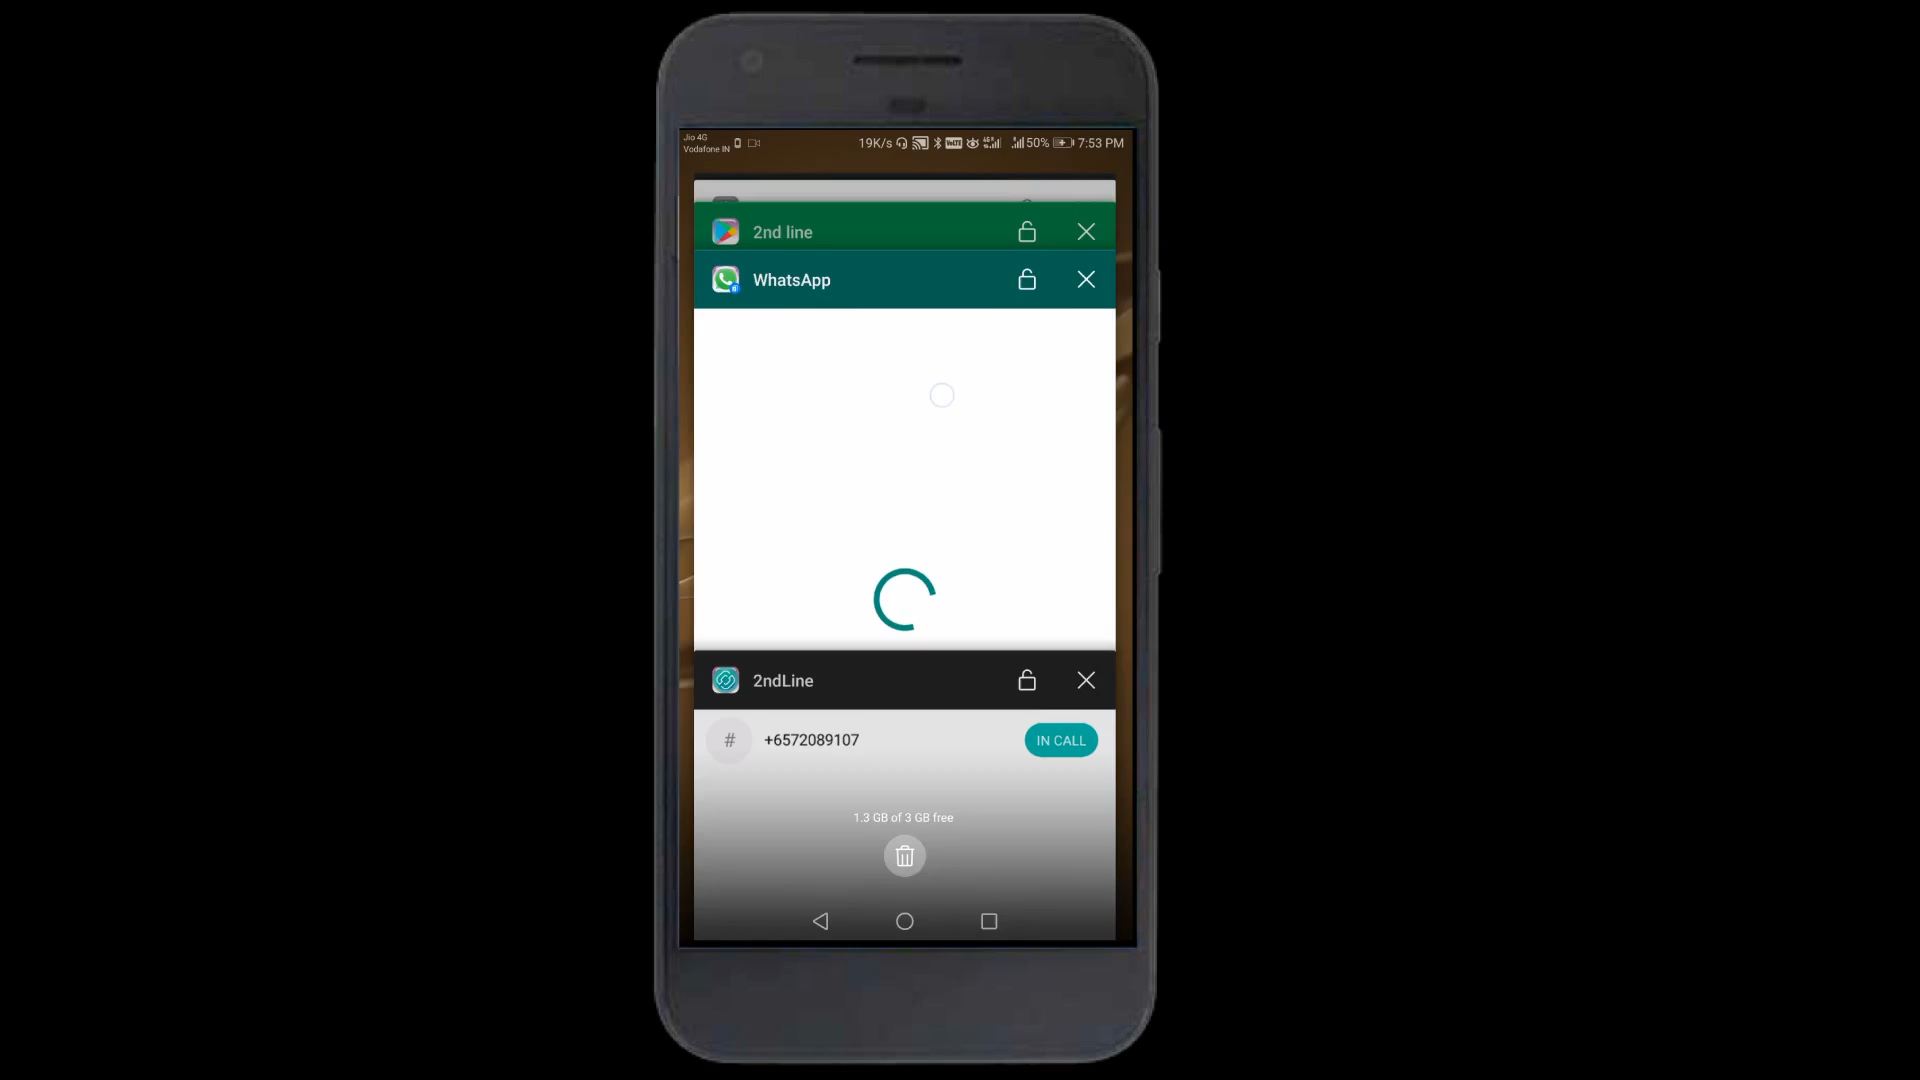 Jio 4G
Vodafone IN
19K/s 50% 7:53 PM
2nd line
WhatsApp
2ndLine
# +6572089107 IN CALL
1.3 GB of 3 GB free